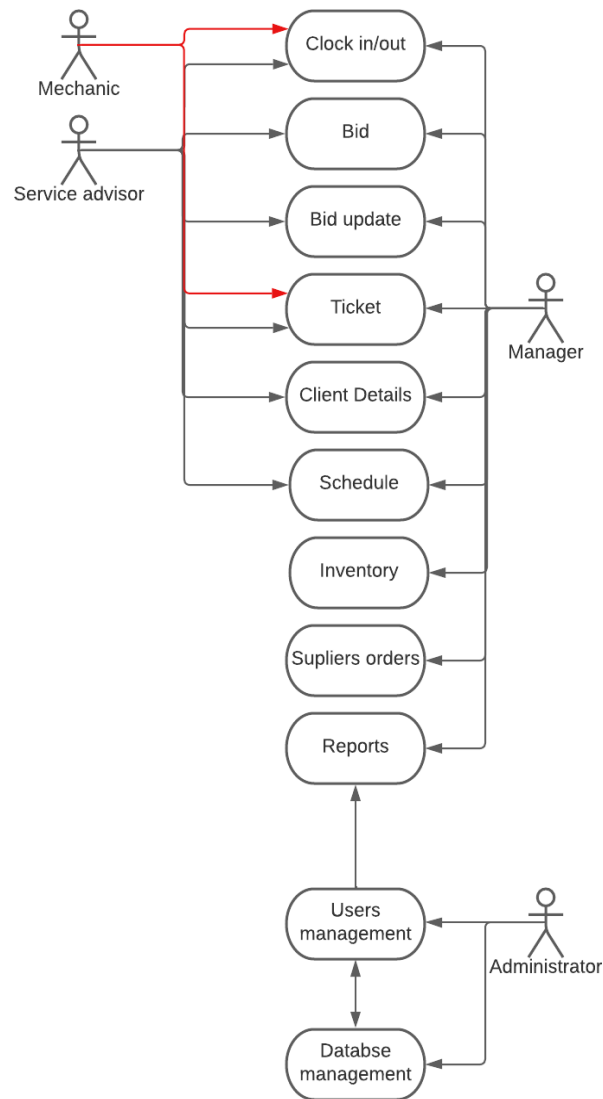 Clock in/out
Mechanic
Bid
Service advisor
Bid update
Ticket
Manager
Client Details
Schedule
Inventory
Supliers orders
Reports
Users
management
Administrator
Databse
management